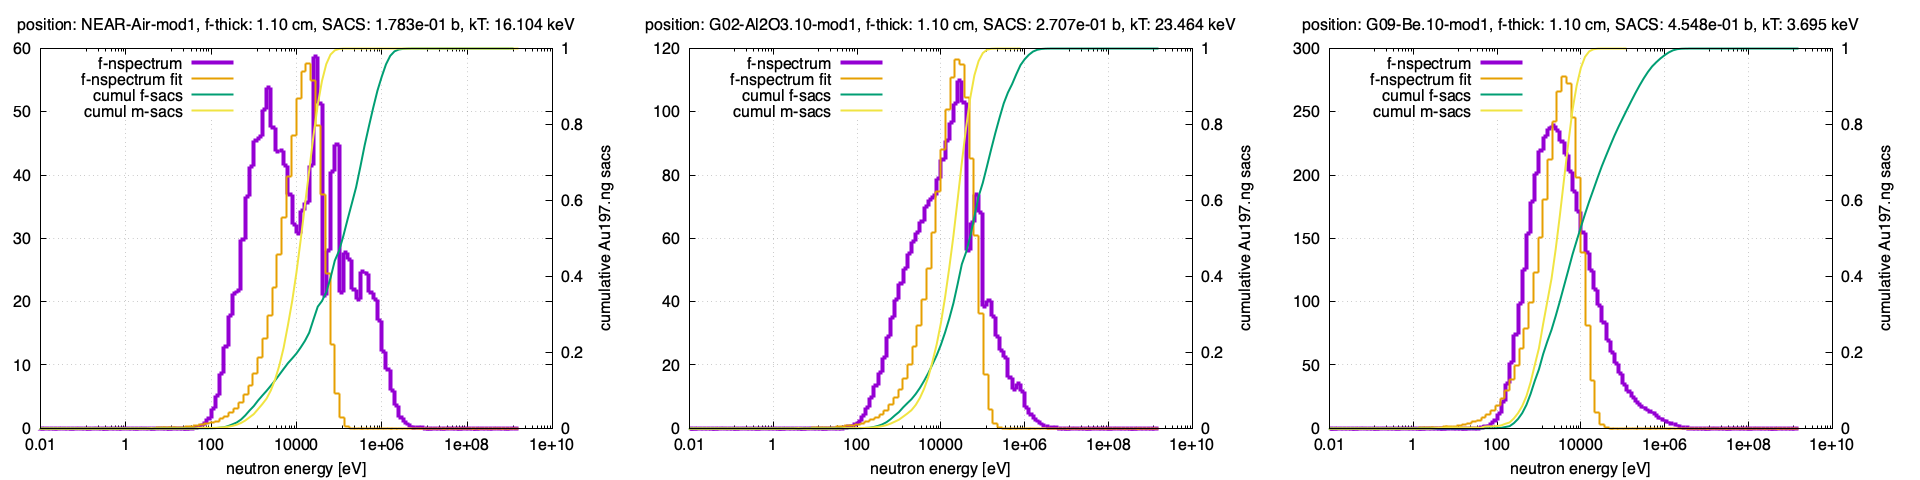 position: NEAR-Air-mod1, f-thick: 1.10 cm, SACS: 1.783e-01 b, kT: 16.104 keV
f-nspectrum
f-nspectrum fit
cumul f-sacs
cumul m-sacs
60
50
40
30
20
10
0
1
0.8
0.6
0.4
0.2
0
cumulative Au197.ng sacs
0.01
1
100
10000
1e+06
1e+08
1e+10
neutron energy [eV]
position: G02-Al2O3.10-mod1, f-thick: 1.10 cm, SACS: 2.707e-01 b, kT: 23.464 keV
f-nspectrum
f-nspectrum fit
cumul f-sacs
cumul m-sacs
120
100
80
60
40
20
0
1
0.8
0.6
0.4
0.2
0
cumulative Au197.ng sacs
0.01
1
100
10000
1e+06
1e+08
1e+10
neutron energy [eV]
position: G09-Be.10-mod1, f-thick: 1.10 cm, SACS: 4.548e-01 b, kT: 3.695 keV
f-nspectrum
f-nspectrum fit
cumul f-sacs
cumul m-sacs
300
250
200
150
100
50
0
1
0.8
0.6
0.4
0.2
0
cumulative Au197.ng sacs
0.01
1
100
10000
1e+06
1e+08
1e+10
neutron energy [eV]